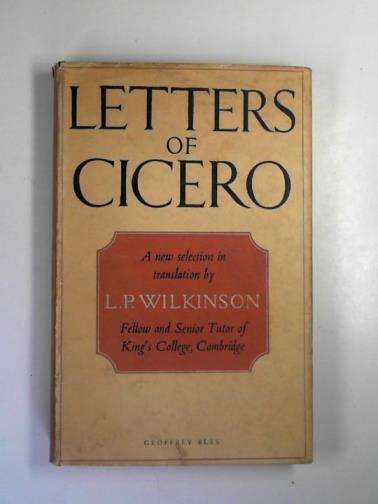 LETTERS
OF
CICERO
A new selection in
translation by
L.P. WILKINSON
Fellow and Senior Tutor of
King's College, Cambridge
GEOFFREY BLES